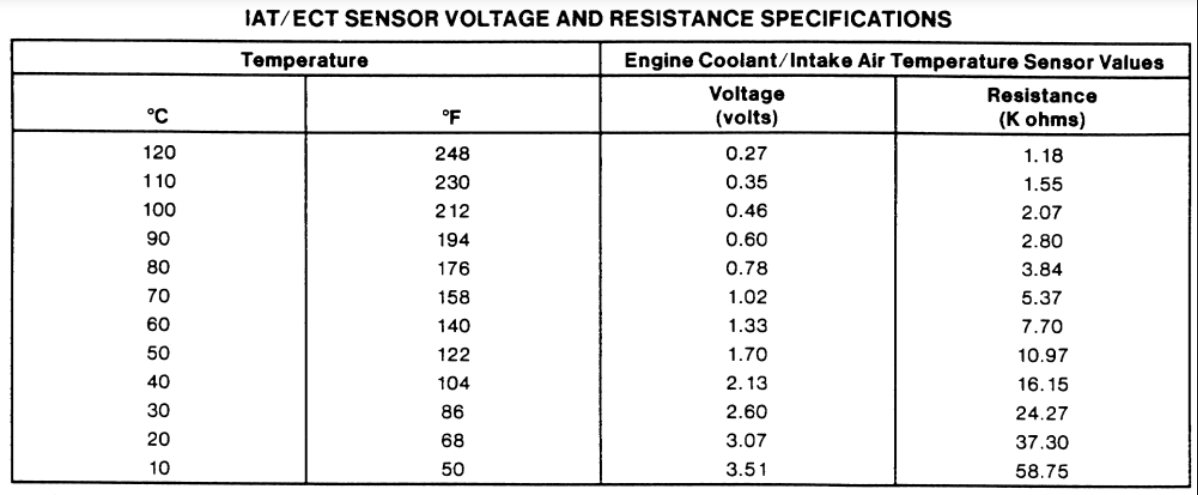 IAT/ECT SENSOR VOLTAGE AND RESISTANCE SPECIFICATIONS
Temperature Engine Coolant/Intake Air Temperature Sensor Values
°C °F Voltage (volts) Resistance (K ohms)
120 248 0.27 1.18
110 230 0.35 1.55
100 212 0.46 2.07
90 194 0.60 2.80
80 176 0.78 3.84
70 158 1.02 5.37
60 140 1.33 7.70
50 122 1.70 10.97
40 104 2.13 16.15
30 86 2.60 24.27
20 68 3.07 37.30
10 50 3.51 58.75